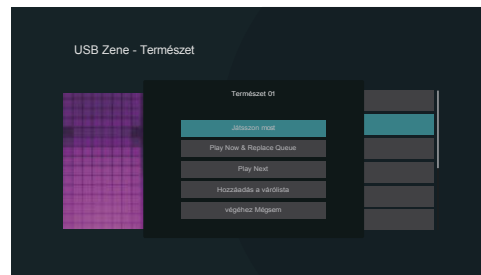 USB Zene - Természet
Természet 01
Játsszon most
Play Now & Replace Queue
Play Next
Hozzáadás a várólista
végéhez Mégsem